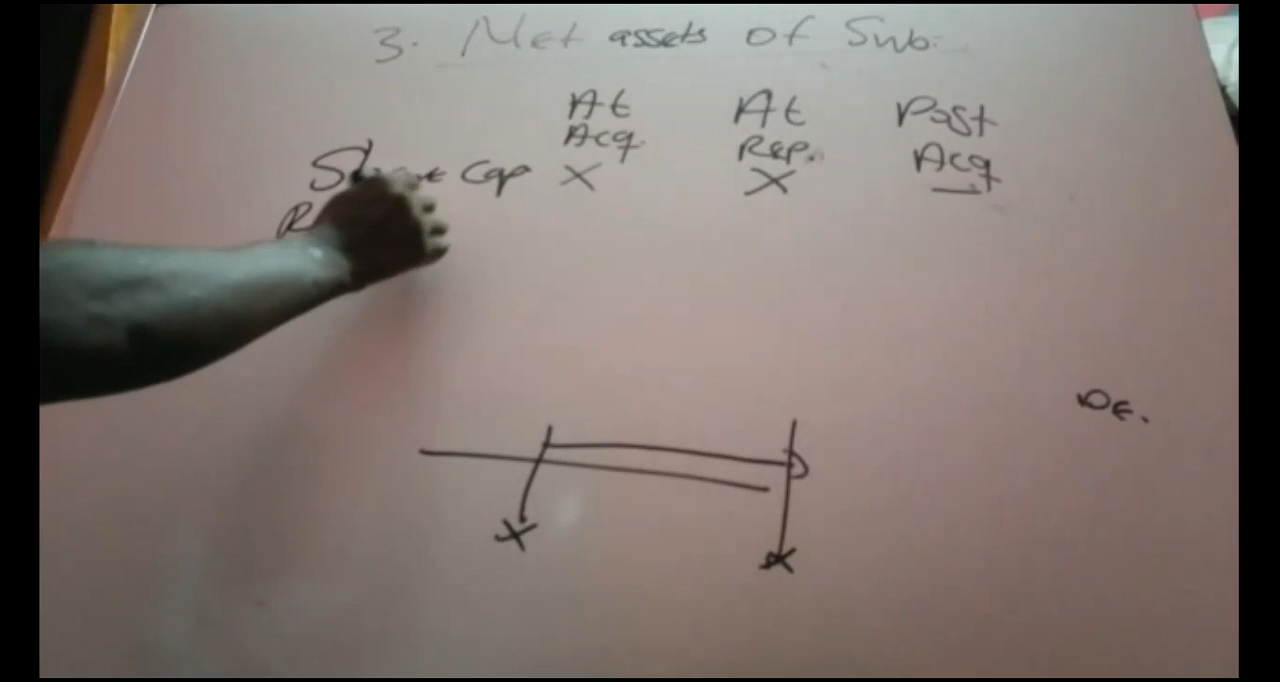 3. Net assets of Sub:
At At Post
Acq. Rep. Acq
Cap X X —
R
X X